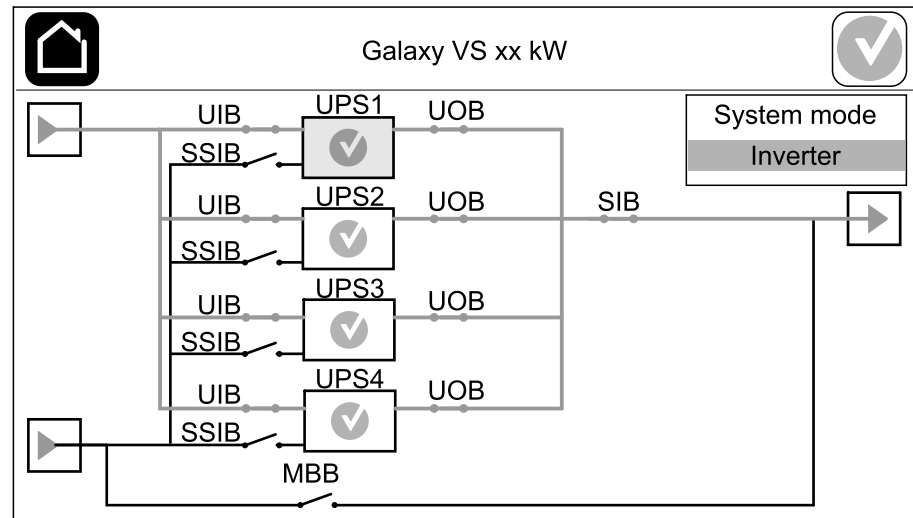 Galaxy VS xx kW
System mode
Inverter
UIB UPS1 UOB
SSIB
UIB UPS2 UOB SIB
SSIB
UIB UPS3 UOB
SSIB
UIB UPS4 UOB
SSIB
MBB